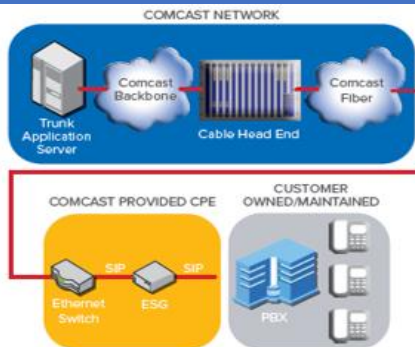 COMCAST NETWORK
Trunk
Application
Server
Comcast
Backbone
Cable Head End
Comcast
Fiber
COMCAST PROVIDED CPE
SIP
SIP
Ethernet
Switch
ESG
CUSTOMER
OWNED/MAINTAINED
PBX